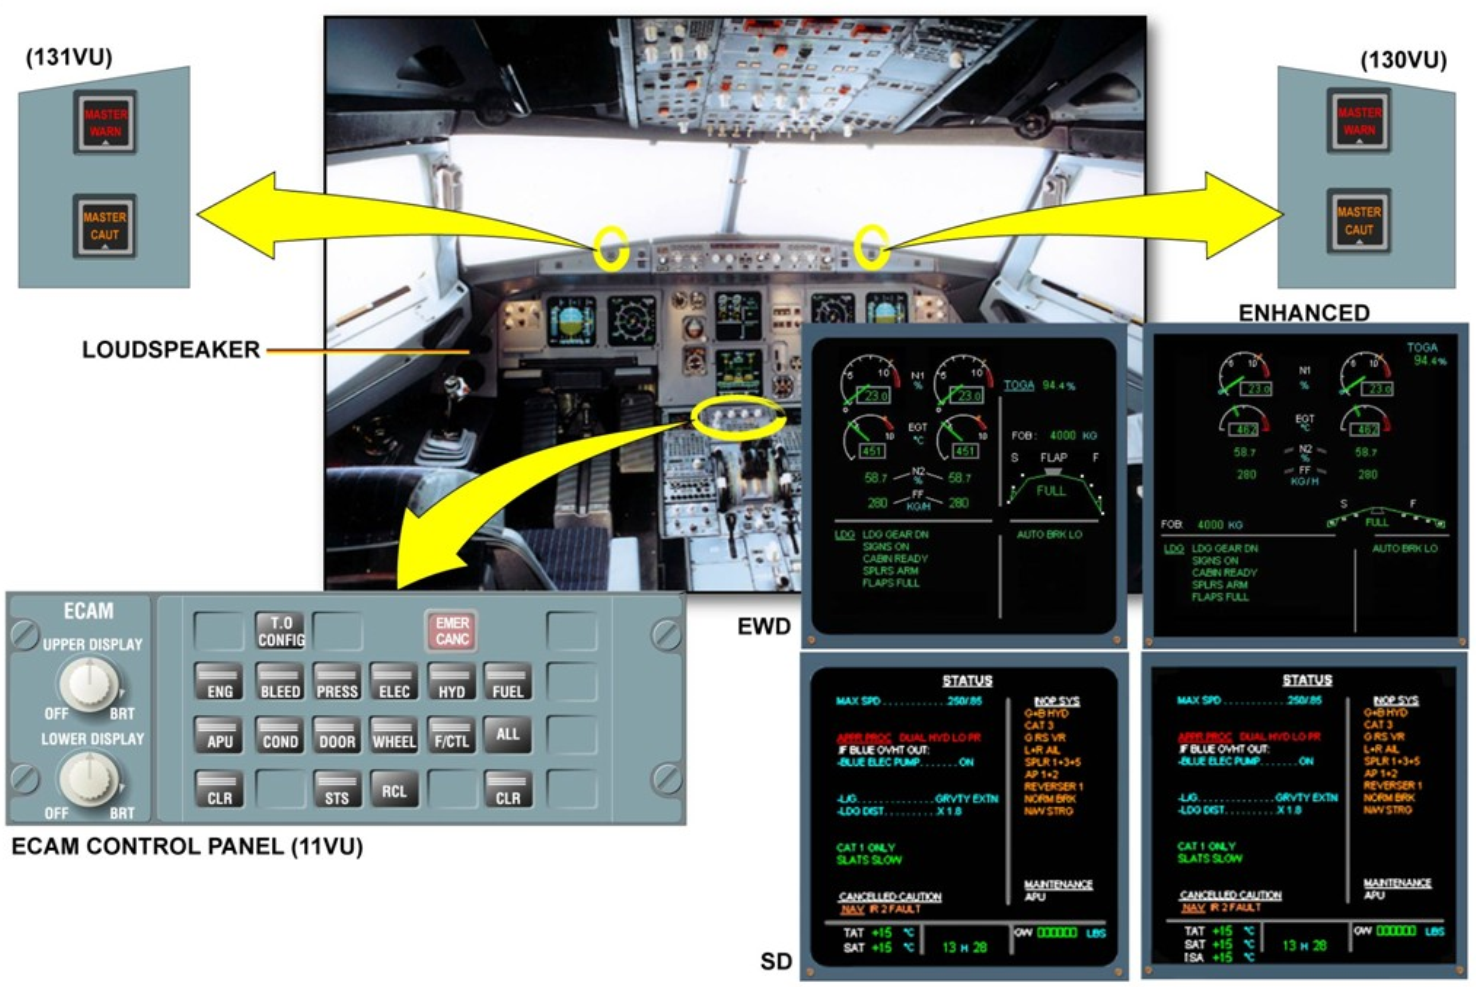 (131VU)
MASTER
WARN
MASTER
CAUT
(130VU)
MASTER
WARN
MASTER
CAUT
LOUDSPEAKER
ENHANCED
5 10 N1 5 10
23.0 % 23.0
TOGA 94.4%
EGT
10 °C 10
451 451
FOB: 4000 KG
S FLAP F
FULL
58.7 N2 58.7
%
280 FF 280
KG/H
LDG LDG GEAR DN
SIGNS ON
CABIN READY
SPLRS ARM
FLAPS FULL
AUTO BRK LO
TOGA
94.4%
5 10 N1 5 10
23.0 % 23.0
EGT
462 °C 462
58.7 N2 58.7
%
280 FF 280
KG/H
S F
FOB: 4000 KG FULL
LDG LDG GEAR DN
SIGNS ON
CABIN READY
SPLRS ARM
FLAPS FULL
AUTO BRK LO
EWD
ECAM
UPPER DISPLAY
OFF BRT
LOWER DISPLAY
OFF BRT
T.O
CONFIG
EMER
CANC
ENG BLEED PRESS ELEC HYD FUEL
APU COND DOOR WHEEL F/CTL ALL
CLR STS RCL CLR
ECAM CONTROL PANEL (11VU)
STATUS
MAX SPD...........250/.85
APPR PROC DUAL HYD LO PR
IF BLUE OVHT OUT:
-BLUE ELEC PUMP.......ON
-L/G............GRVTY EXTN
-LDG DIST.........X 1.8
CAT 1 ONLY
SLATS SLOW
CANCELLED CAUTION
NAV IR 2 FAULT
INOP SYS
G+B HYD
CAT 3
G RS VR
L+R AIL
SPLR 1+3+5
AP 1+2
REVERSER 1
NORM BRK
N/W STRG
MAINTENANCE
APU
TAT +15 °C
SAT +15 °C
13 H 28
GW 000000 LBS
STATUS
MAX SPD...........250/.85
APPR PROC DUAL HYD LO PR
IF BLUE OVHT OUT:
-BLUE ELEC PUMP.......ON
-L/G............GRVTY EXTN
-LDG DIST.........X 1.8
CAT 1 ONLY
SLATS SLOW
CANCELLED CAUTION
NAV IR 2 FAULT
INOP SYS
G+B HYD
CAT 3
G RS VR
L+R AIL
SPLR 1+3+5
AP 1+2
REVERSER 1
NORM BRK
N/W STRG
MAINTENANCE
APU
TAT +15 °C
SAT +15 °C
ISA +15 °C
13 H 28
GW 000000 LBS
SD